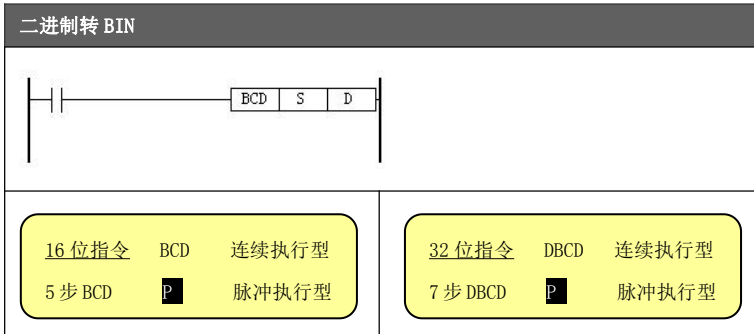 二进制转 BIN
BCD S D
16 位指令 BCD 连续执行型
5 步 BCD P 脉冲执行型
32 位指令 DBCD 连续执行型
7 步 DBCD P 脉冲执行型